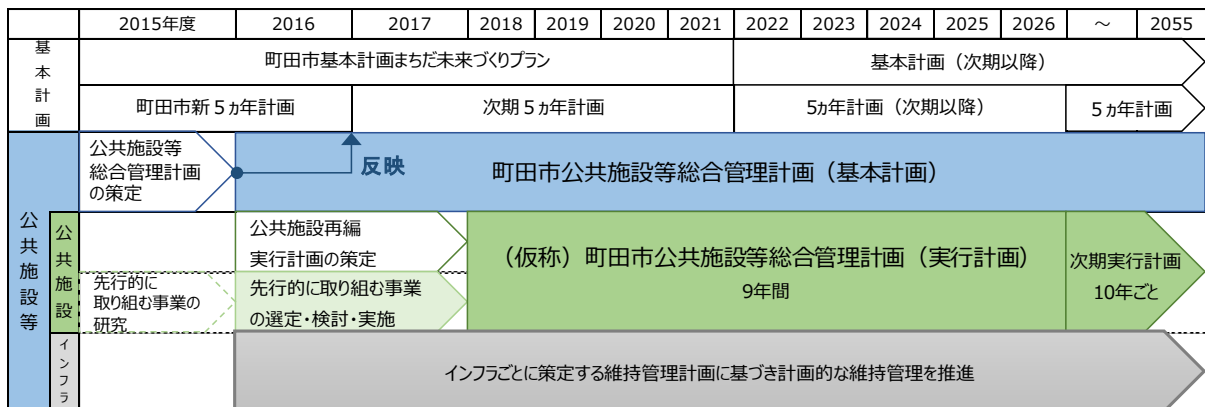 2015年度 2016 2017 2018 2019 2020 2021 2022 2023 2024 2025 2026 ～ 2055
基本計画
町田市基本計画まちだ未来づくりプラン
基本計画（次期以降）
町田市新５ヵ年計画
次期５ヵ年計画
5ヵ年計画（次期以降）
５ヵ年計画
公共施設等
公共施設等
総合管理計画
の策定
反映
町田市公共施設等総合管理計画（基本計画）
公共施設
公共施設再編
実行計画の策定
（仮称）町田市公共施設等総合管理計画（実行計画）
9年間
次期実行計画
10年ごと
先行的に
取り組む事業の
研究
先行的に取り組む事業
の選定・検討・実施
インフラ
インフラごとに策定する維持管理計画に基づき計画的な維持管理を推進